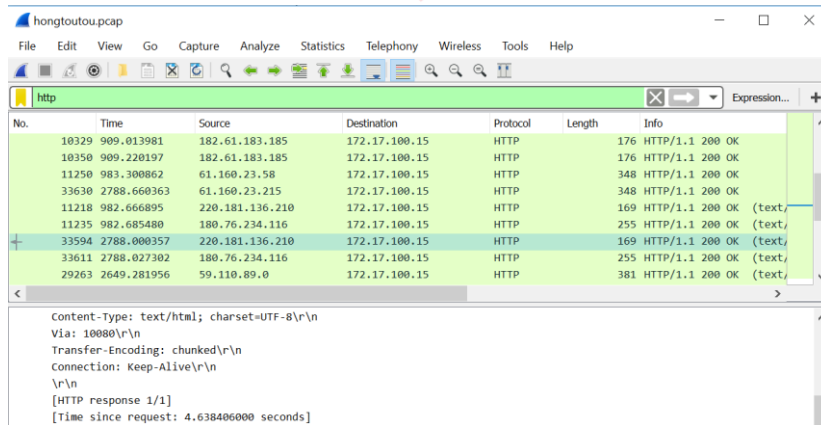 hongtoutou.pcap
File Edit View Go Capture Analyze Statistics Telephony Wireless Tools Help
http Expression... +
No. Time Source Destination Protocol Length Info
10329 909.013981 182.61.183.185 172.17.100.15 HTTP 176 HTTP/1.1 200 OK
10350 909.220197 182.61.183.185 172.17.100.15 HTTP 176 HTTP/1.1 200 OK
11250 983.300862 61.160.23.58 172.17.100.15 HTTP 348 HTTP/1.1 200 OK
33630 2788.660363 61.160.23.215 172.17.100.15 HTTP 348 HTTP/1.1 200 OK
11218 982.666895 220.181.136.210 172.17.100.15 HTTP 169 HTTP/1.1 200 OK (text/
11235 982.685480 180.76.234.116 172.17.100.15 HTTP 255 HTTP/1.1 200 OK (text/
33594 2788.000357 220.181.136.210 172.17.100.15 HTTP 169 HTTP/1.1 200 OK (text/
33611 2788.027302 180.76.234.116 172.17.100.15 HTTP 255 HTTP/1.1 200 OK (text/
29263 2649.281956 59.110.89.0 172.17.100.15 HTTP 381 HTTP/1.1 200 OK (text/
Content-Type: text/html; charset=UTF-8\r\n
Via: 10080\r\n
Transfer-Encoding: chunked\r\n
Connection: Keep-Alive\r\n
\r\n
[HTTP response 1/1]
[Time since request: 4.638406000 seconds]